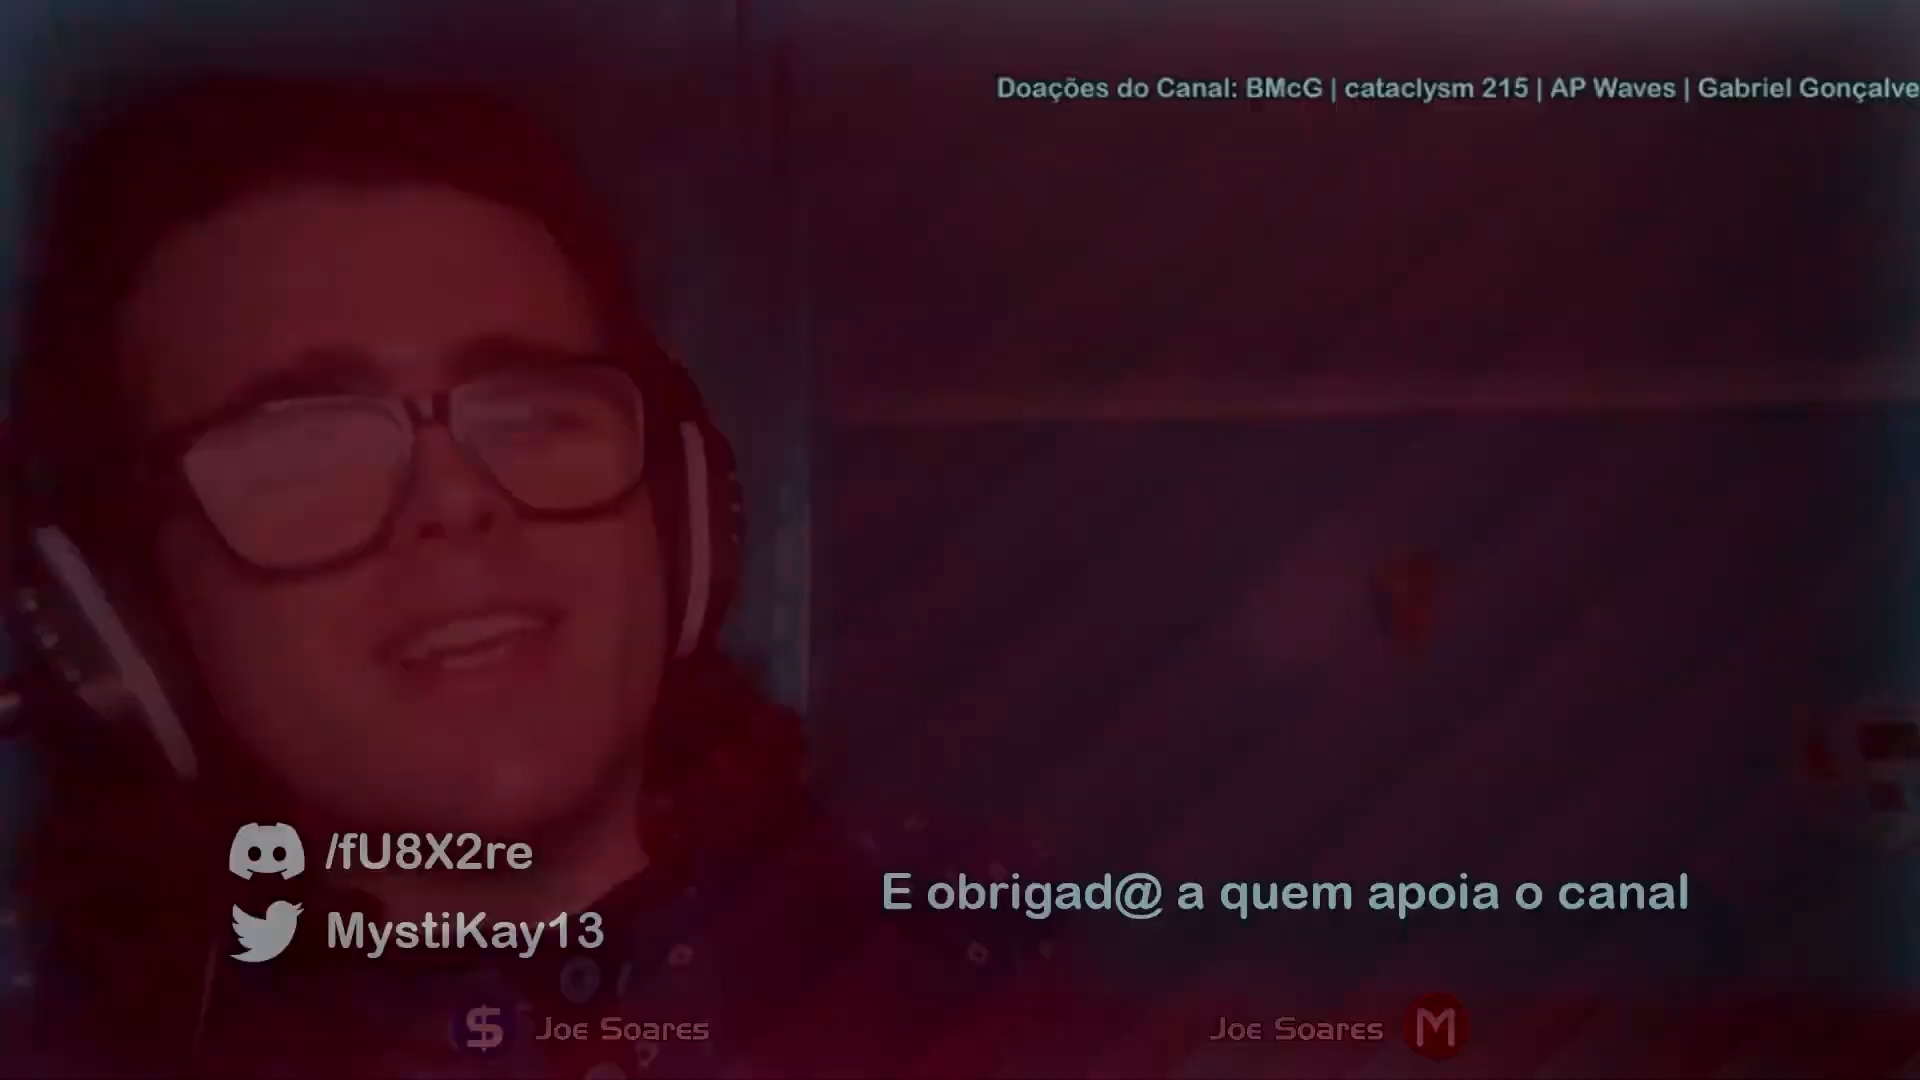 Doações do Canal: BMcG | cataclysm 215 | AP Waves | Gabriel Gonçalve
/fU8X2re
MystiKay13
E obrigad@ a quem apoia o canal
$ Joe Soares
Joe Soares M